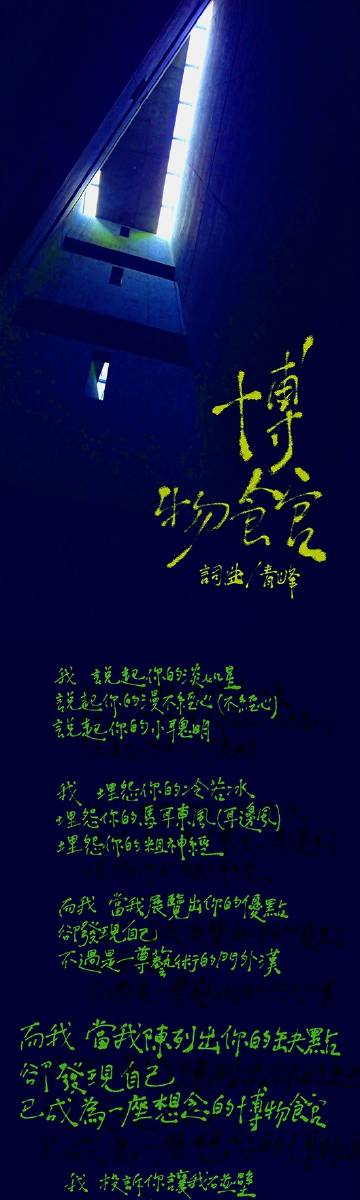 博
物館
詞曲/青峰
我 說起你的淡如星
說起你的漫不經心(不經心)
說起你的小聰明
我 埋怨你的冷若冰
埋怨你的馬耳東風(耳邊風)
埋怨你的粗神經
而我 當我展覽出你的優點
卻發現自己
不過是一尊藝術的門外漢
而我 當我陳列出你的缺點
卻發現自己
已成為一座想念的博物館
我 投訴你讓我